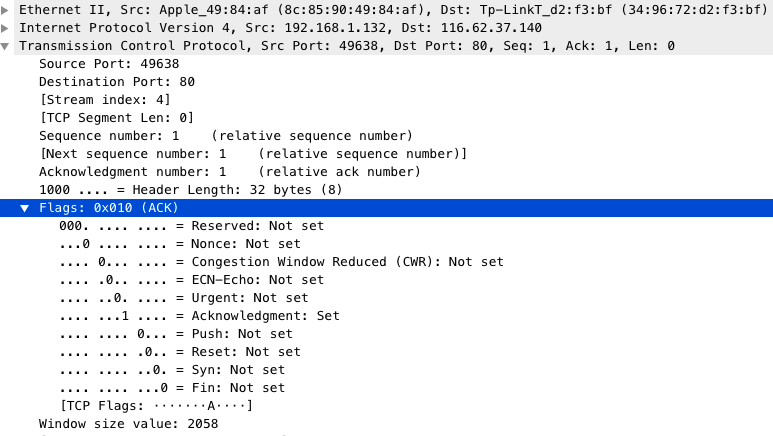 Ethernet II, Src: Apple_49:84:af (8c:85:90:49:84:af), Dst: Tp-LinkT_d2:f3:bf (34:96:72:d2:f3:bf)
Internet Protocol Version 4, Src: 192.168.1.132, Dst: 116.62.37.140
Transmission Control Protocol, Src Port: 49638, Dst Port: 80, Seq: 1, Ack: 1, Len: 0
Source Port: 49638
Destination Port: 80
[Stream index: 4]
[TCP Segment Len: 0]
Sequence number: 1    (relative sequence number)
[Next sequence number: 1    (relative sequence number)]
Acknowledgment number: 1    (relative ack number)
1000 .... = Header Length: 32 bytes (8)
Flags: 0x010 (ACK)
000. .... .... = Reserved: Not set
...0 .... .... = Nonce: Not set
.... 0... .... = Congestion Window Reduced (CWR): Not set
.... .0.. .... = ECN-Echo: Not set
.... ..0. .... = Urgent: Not set
.... ...1 .... = Acknowledgment: Set
.... .... 0... = Push: Not set
.... .... .0.. = Reset: Not set
.... .... ..0. = Syn: Not set
.... .... ...0 = Fin: Not set
[TCP Flags: ·······A····]
Window size value: 2058